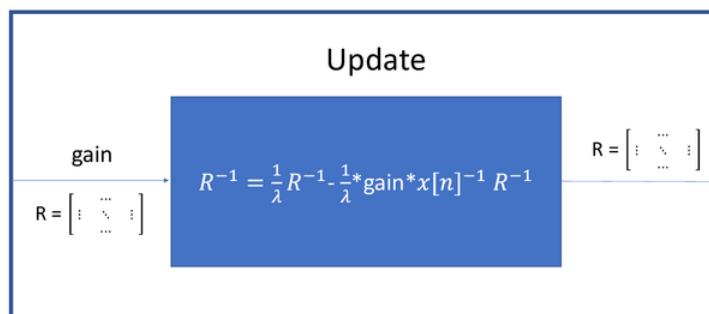 Update
gain
R = [⋮ ⋯ ⋱ ⋯ ⋮]
R⁻¹ = 1/λ R⁻¹ - 1/λ *gain* x[n]⁻¹ R⁻¹
R = [⋮ ⋯ ⋱ ⋯ ⋮]